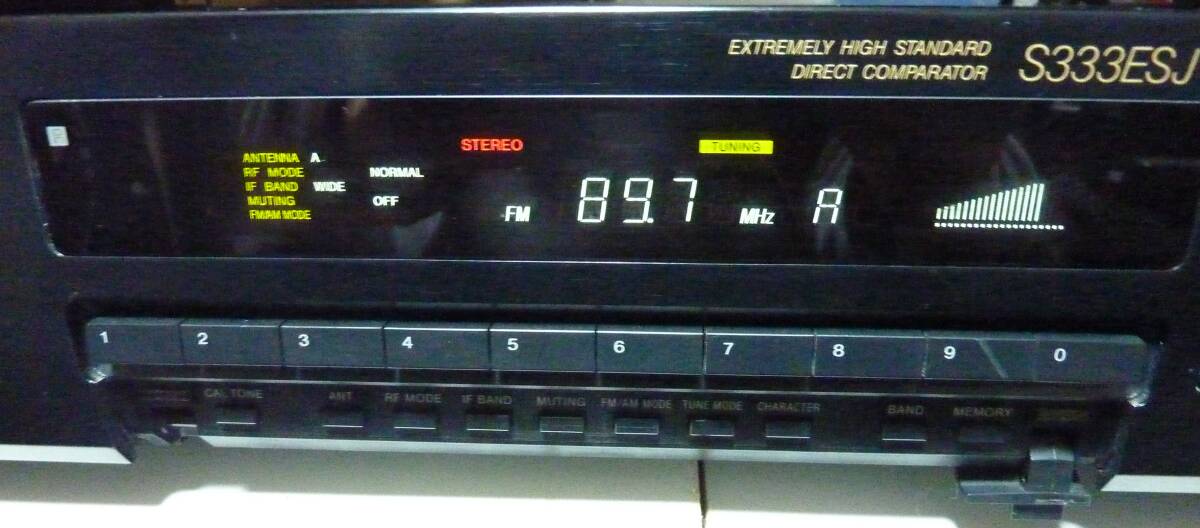 EXTREMELY HIGH STANDARD
DIRECT COMPARATOR
S333ESJ
STEREO
TUNING
ANTENNA A
RF MODE NORMAL
IF BAND WIDE
MUTING OFF
FM/AM MODE
FM 89.7 MHz A
1 2 3 4 5 6 7 8 9 0
CAL TONE ANT RF MODE IF BAND MUTING FM/AM MODE TUNE MODE CHARACTER BAND MEMORY